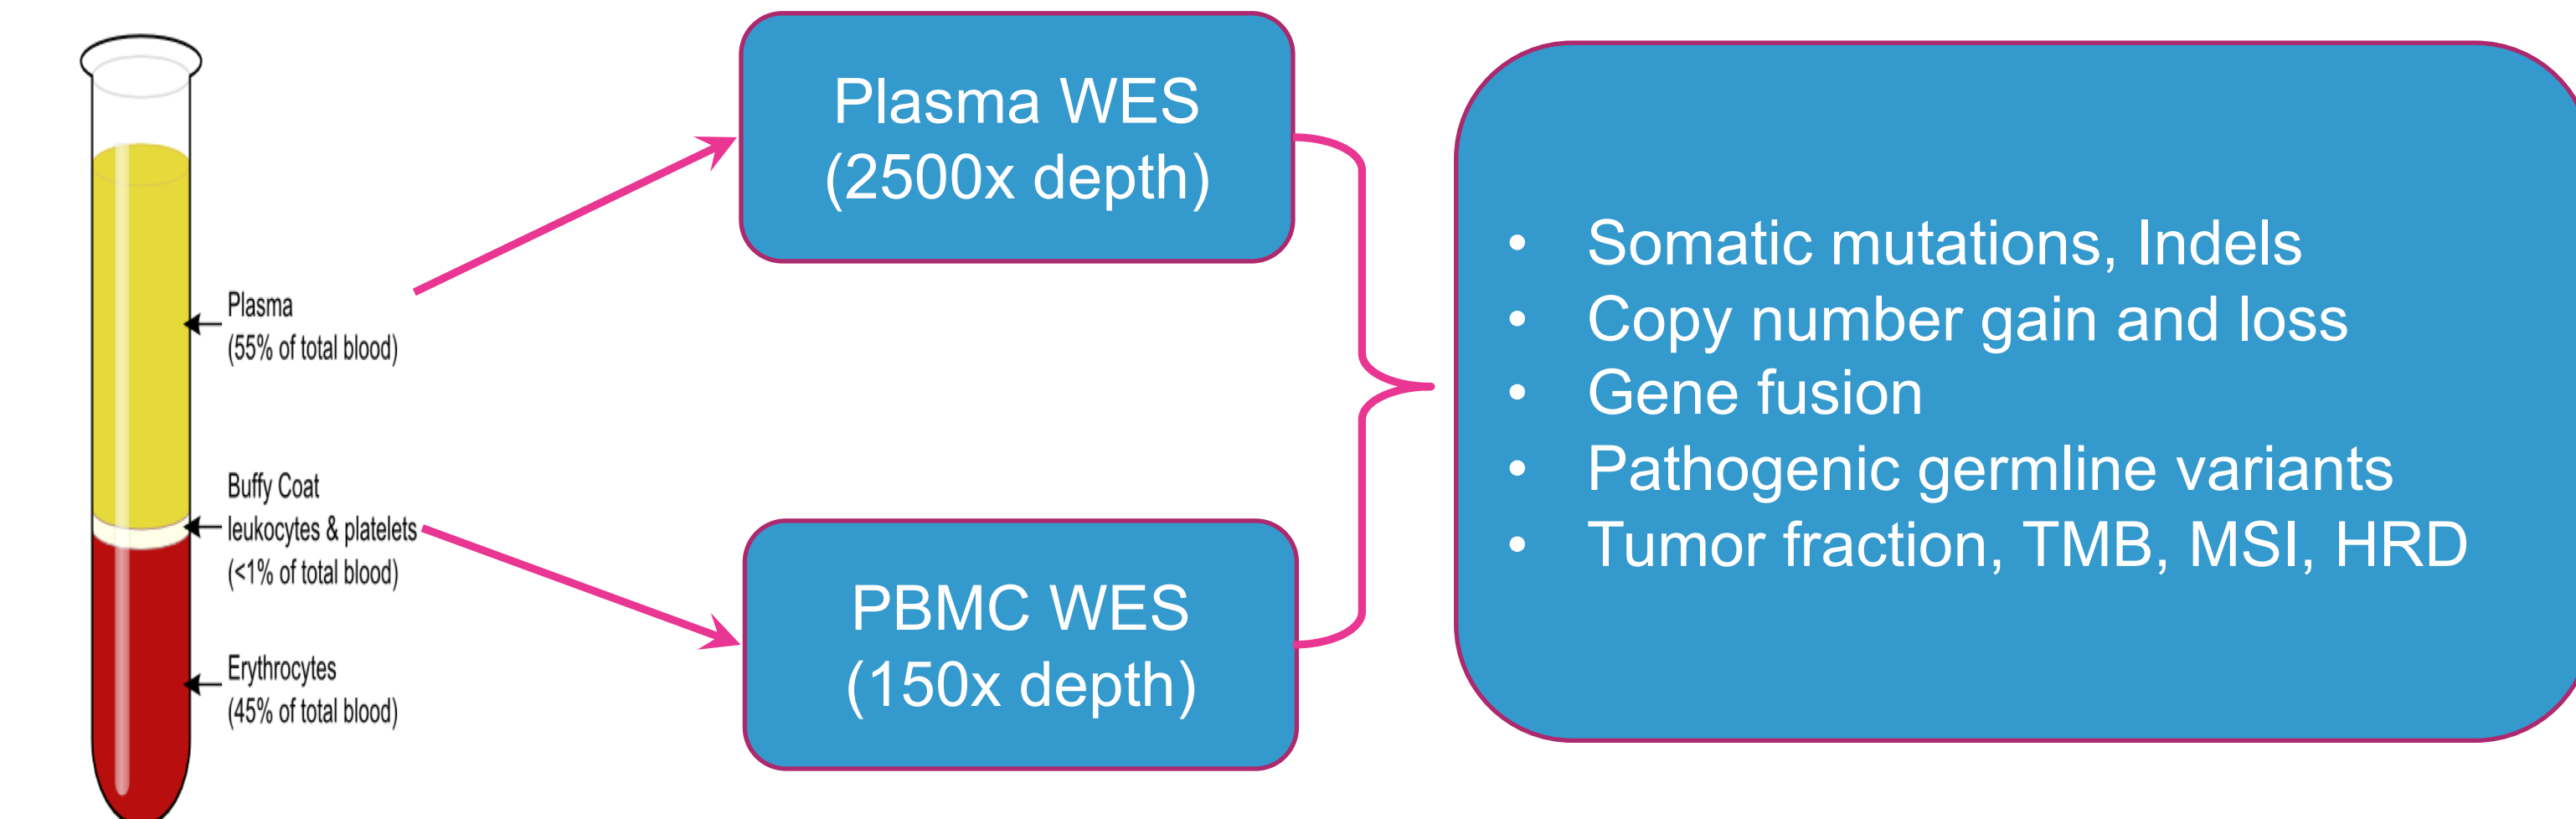 Plasma
(55% of total blood)
Buffy Coat
leukocytes & platelets
(<1% of total blood)
Erythrocytes
(45% of total blood)
Plasma WES
(2500x depth)
PBMC WES
(150x depth)
• Somatic mutations, Indels
• Copy number gain and loss
• Gene fusion
• Pathogenic germline variants
• Tumor fraction, TMB, MSI, HRD